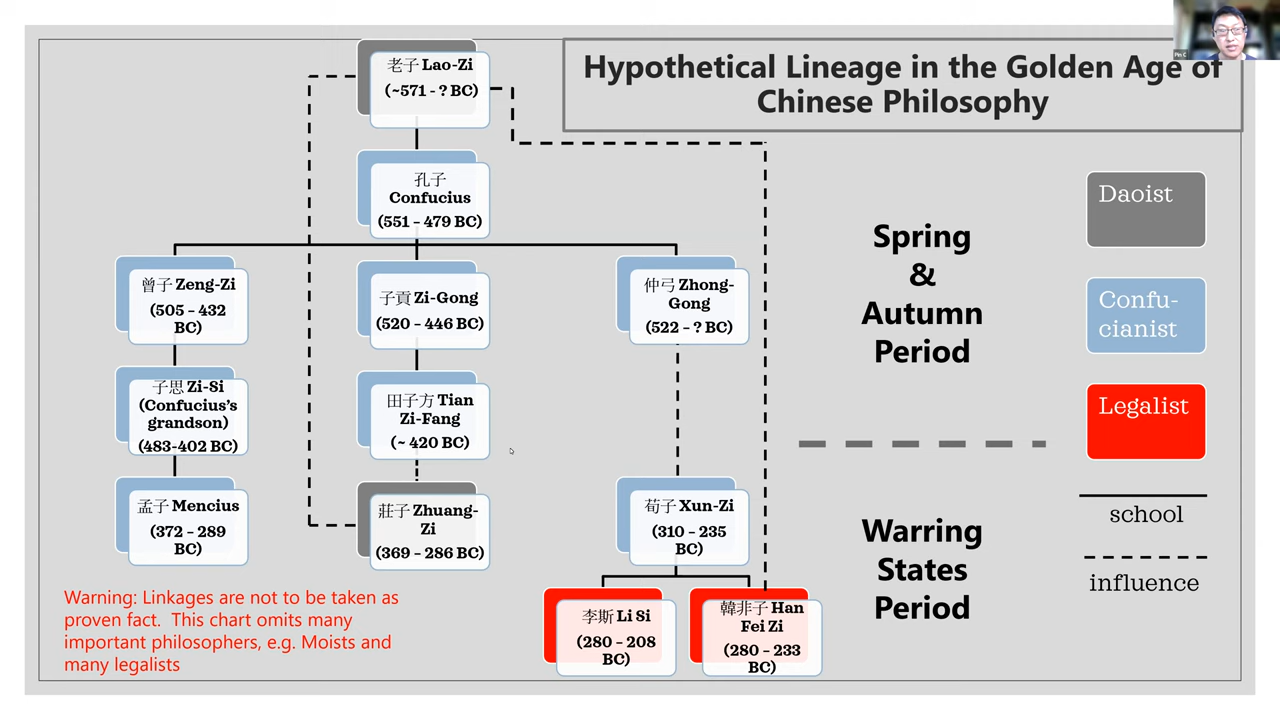 Hypothetical Lineage in the Golden Age of
Chinese Philosophy
老子 Lao-Zi
(~571 - ? BC)
孔子
Confucius
(551 – 479 BC)
曾子 Zeng-Zi
(505 – 432
BC)
子貢 Zi-Gong
(520 – 446 BC)
仲弓 Zhong-
Gong
(522 – ? BC)
子思 Zi-Si
(Confucius's
grandson)
(483-402 BC)
田子方 Tian
Zi-Fang
(~ 420 BC)
孟子 Mencius
(372 – 289
BC)
莊子 Zhuang-
Zi
(369 – 286 BC)
荀子 Xun-Zi
(310 – 235
BC)
李斯 Li Si
(280 – 208
BC)
韓非子 Han
Fei Zi
(280 – 233
BC)
Spring
&
Autumn
Period
Warring
States
Period
Daoist
Confu-
cianist
Legalist
school
influence
Warning: Linkages are not to be taken as
proven fact.  This chart omits many
important philosophers, e.g. Moists and
many legalists